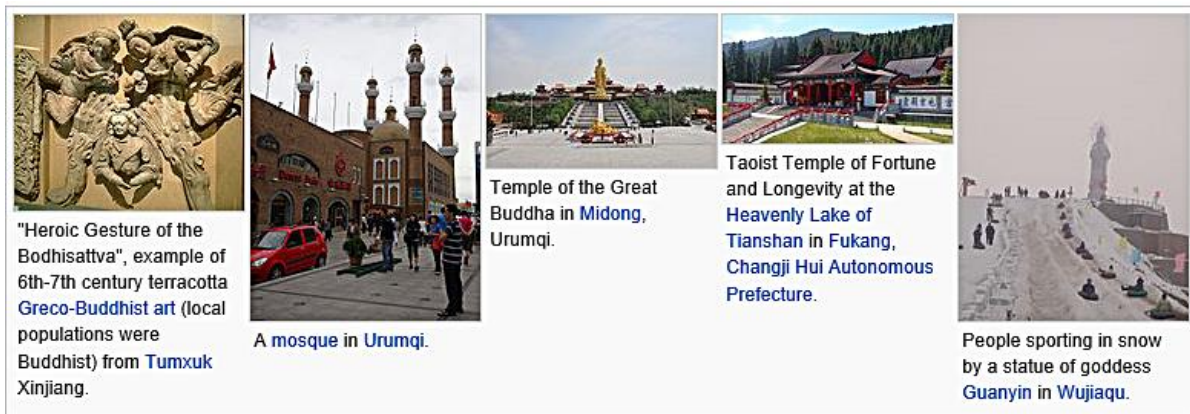 "Heroic Gesture of the
Bodhisattva", example of
6th-7th century terracotta
Greco-Buddhist art (local
populations were
Buddhist) from Tumxuk
Xinjiang.
A mosque in Urumqi.
Temple of the Great
Buddha in Midong,
Urumqi.
Taoist Temple of Fortune
and Longevity at the
Heavenly Lake of
Tianshan in Fukang,
Changji Hui Autonomous
Prefecture.
People sporting in snow
by a statue of goddess
Guanyin in Wujiaqu.